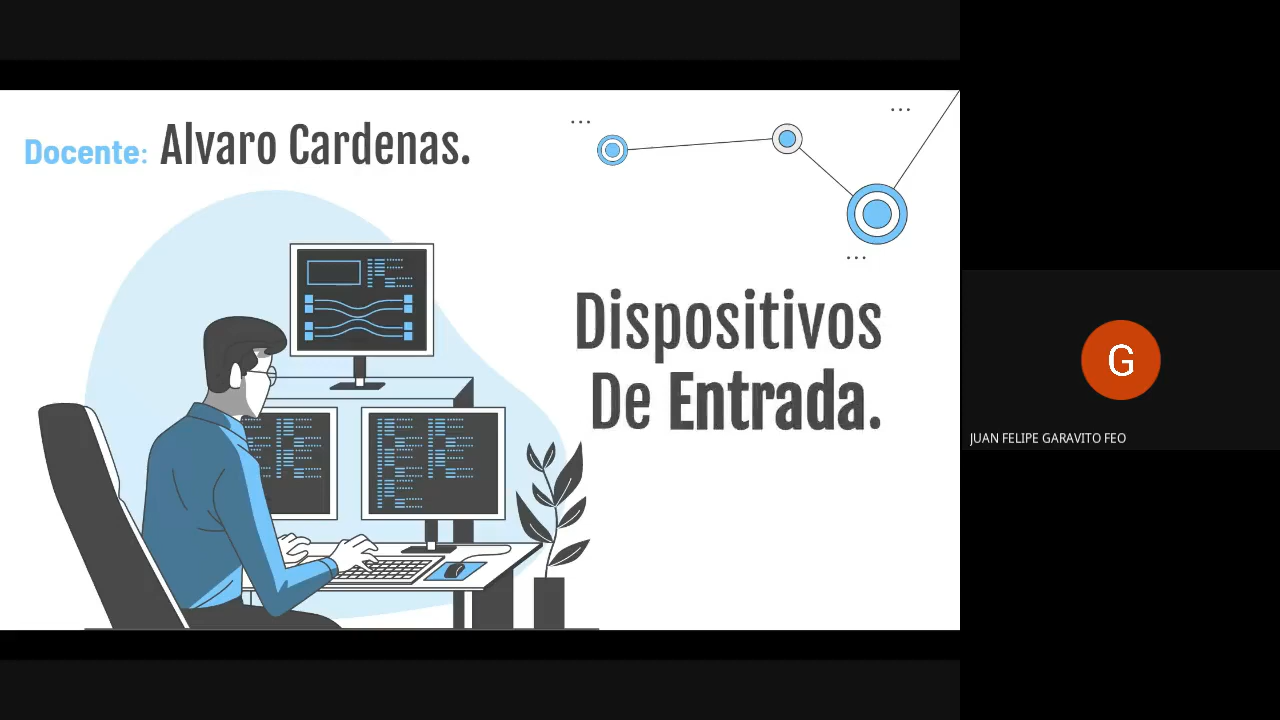 Docente: Alvaro Cardenas.
Dispositivos
De Entrada.
G
JUAN FELIPE GARAVITO FEO